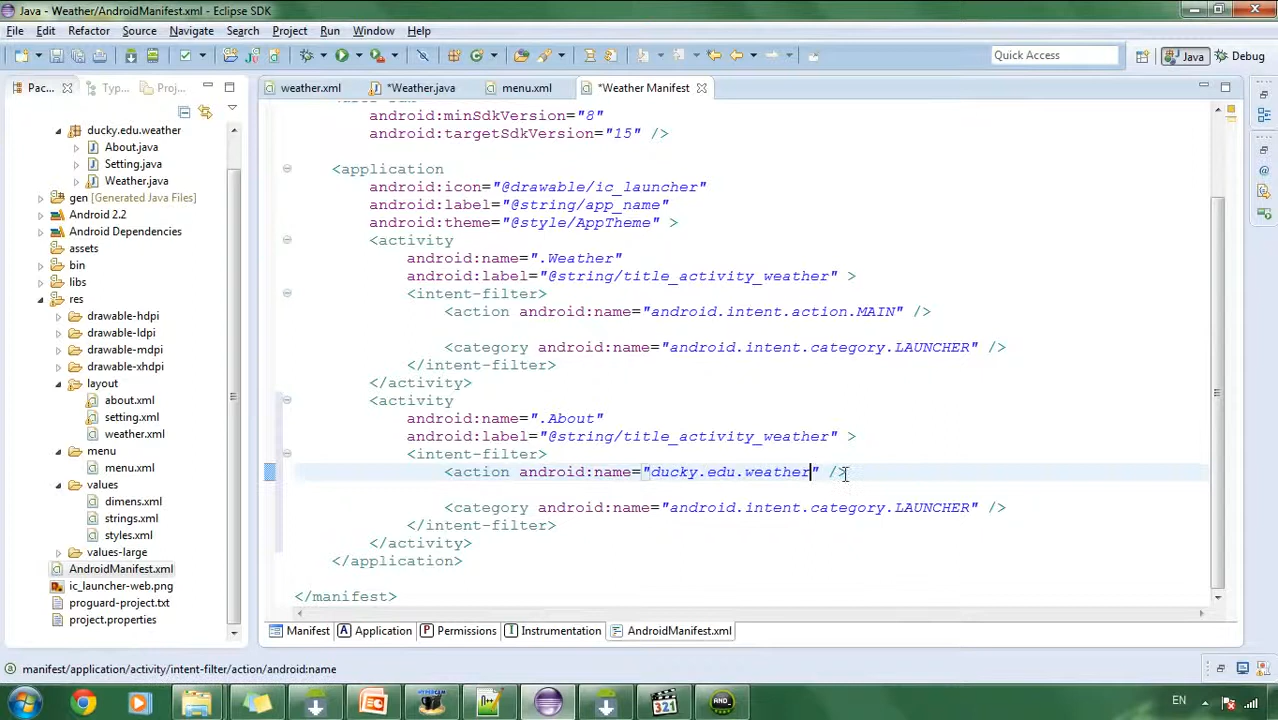 Java - Weather/AndroidManifest.xml - Eclipse SDK
File Edit Refactor Source Navigate Search Project Run Window Help
Quick Access
Java
Debug
Pac...
Typ...
Proj...
weather.xml
*Weather.java
menu.xml
*Weather Manifest
ducky.edu.weather
About.java
Setting.java
Weather.java
gen [Generated Java Files]
Android 2.2
Android Dependencies
assets
bin
libs
res
drawable-hdpi
drawable-ldpi
drawable-mdpi
drawable-xhdpi
layout
about.xml
setting.xml
weather.xml
menu
menu.xml
values
dimens.xml
strings.xml
styles.xml
values-large
AndroidManifest.xml
ic_launcher-web.png
proguard-project.txt
project.properties
android:minSdkVersion="8"
android:targetSdkVersion="15" />
<application
android:icon="@drawable/ic_launcher"
android:label="@string/app_name"
android:theme="@style/AppTheme" >
<activity
android:name=".Weather"
android:label="@string/title_activity_weather" >
<intent-filter>
<action android:name="android.intent.action.MAIN" />
<category android:name="android.intent.category.LAUNCHER" />
</intent-filter>
</activity>
<activity
android:name=".About"
android:label="@string/title_activity_weather" >
<intent-filter>
<action android:name="ducky.edu.weather" />
<category android:name="android.intent.category.LAUNCHER" />
</intent-filter>
</activity>
</application>
</manifest>
Manifest
Application
Permissions
Instrumentation
AndroidManifest.xml
manifest/application/activity/intent-filter/action/android:name
EN